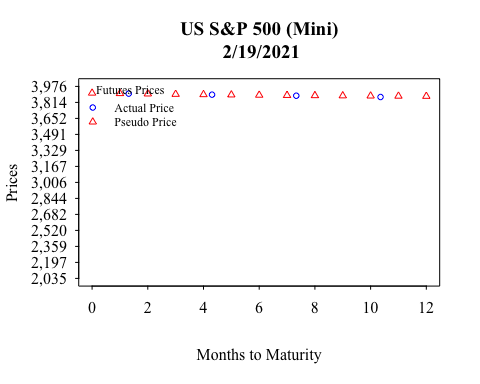 US S&P 500 (Mini)
2/19/2021
Prices
3,976
3,814
3,652
3,491
3,329
3,167
3,006
2,844
2,682
2,520
2,359
2,197
2,035
Futures Prices
Actual Price
Pseudo Price
0 2 4 6 8 10 12
Months to Maturity